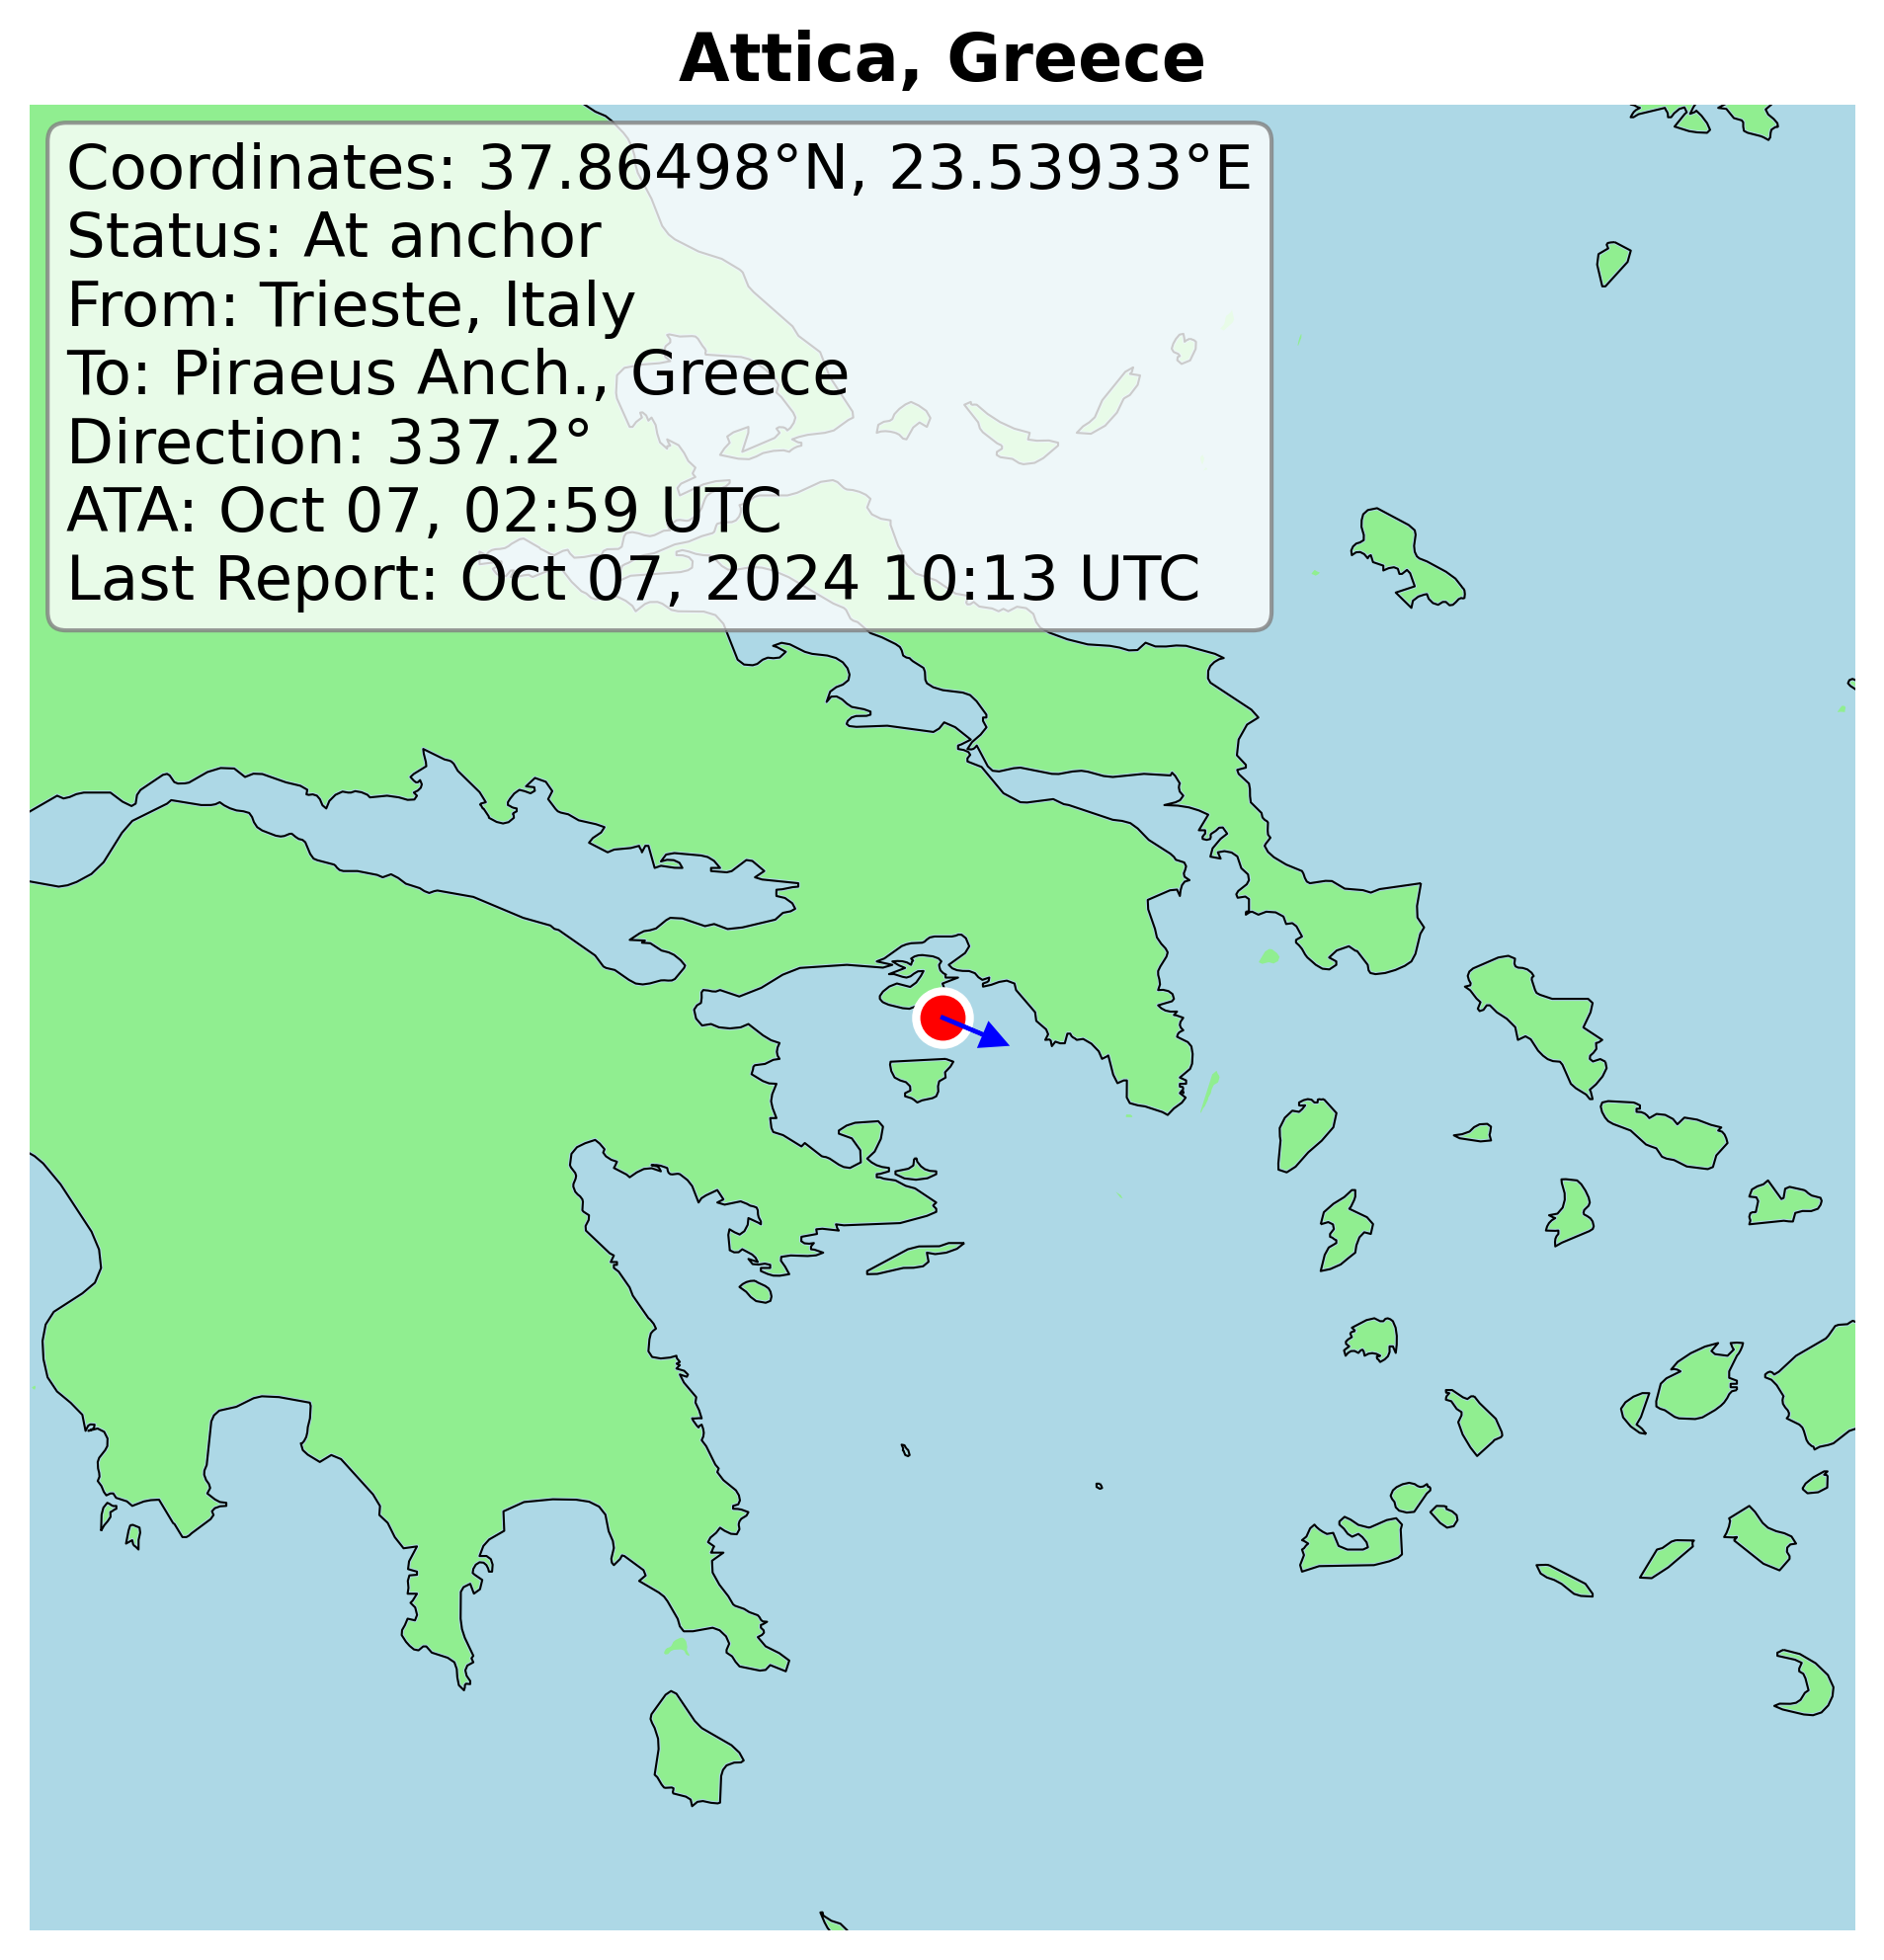 Attica, Greece
Coordinates: 37.86498°N, 23.53933°E
Status: At anchor
From: Trieste, Italy
To: Piraeus Anch., Greece
Direction: 337.2°
ATA: Oct 07, 02:59 UTC
Last Report: Oct 07, 2024 10:13 UTC